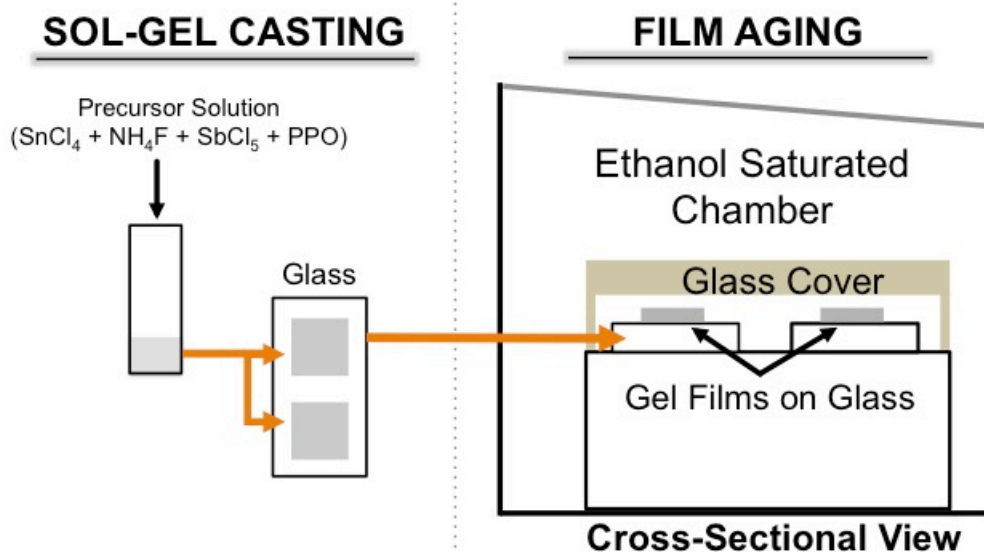 SOL-GEL CASTING
Precursor Solution
(SnCl₄ + NH₄F + SbCl₅ + PPO)
Glass
FILM AGING
Ethanol Saturated
Chamber
Glass Cover
Gel Films on Glass
Cross-Sectional View